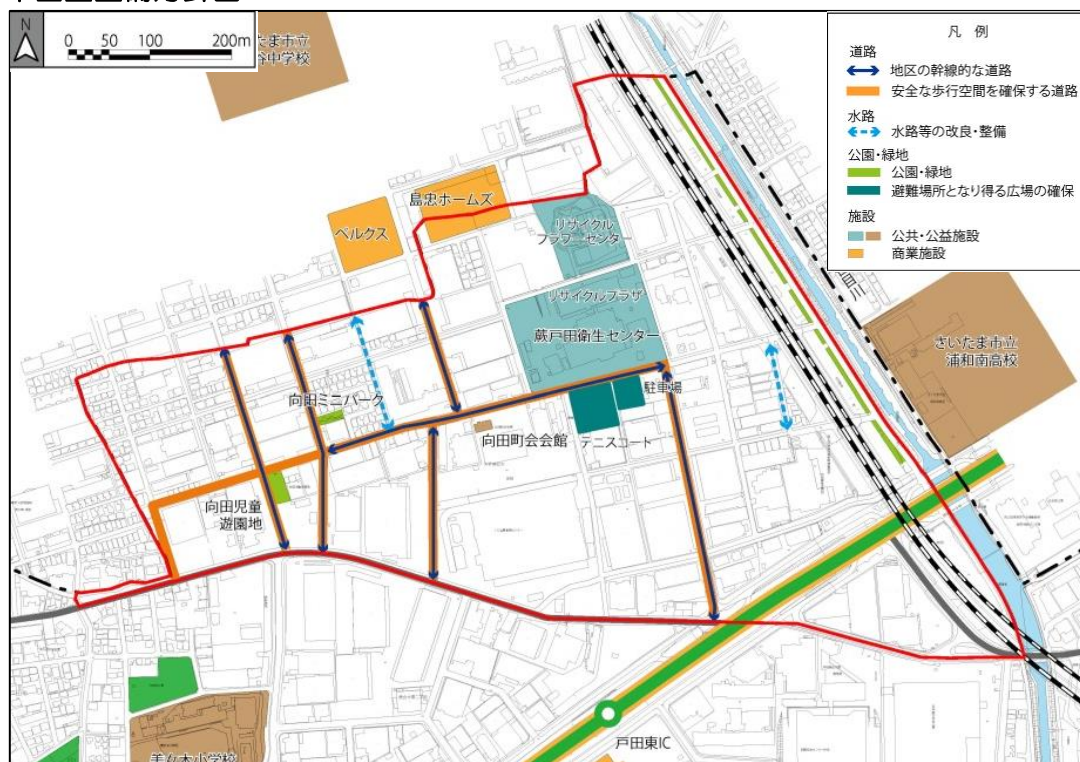 N
0 50 100 200m
凡 例
道路
地区の幹線的な道路
安全な歩行空間を確保する道路
水路
水路等の改良・整備
公園・緑地
公園・緑地
避難場所となり得る広場の確保
施設
公共・公益施設
商業施設
いたま市立
谷中学校
島忠ホームズ
ベルクス
リサイクル
フラワーセンター
リサイクルプラザ
蕨戸田衛生センター
さいたま市立
浦和南高校
向田ミニパーク
駐車場
向田町会会館
テニスコート
向田児童
遊園地
戸田東IC
美女木小学校